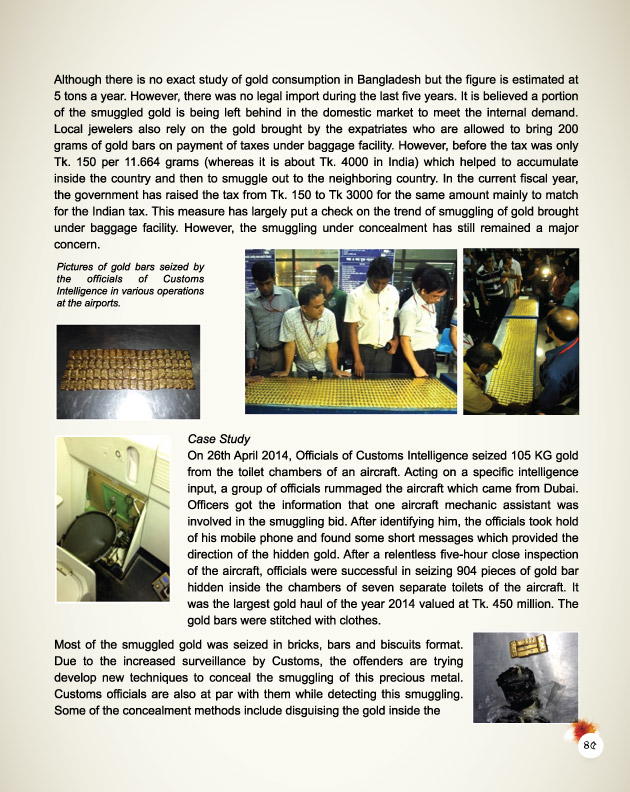 Although there is no exact study of gold consumption in Bangladesh but the figure is estimated at
5 tons a year. However, there was no legal import during the last five years. It is believed a portion
of the smuggled gold is being left behind in the domestic market to meet the internal demand.
Local jewelers also rely on the gold brought by the expatriates who are allowed to bring 200
grams of gold bars on payment of taxes under baggage facility. However, before the tax was only
Tk. 150 per 11.664 grams (whereas it is about Tk. 4000 in India) which helped to accumulate
inside the country and then to smuggle out to the neighboring country. In the current fiscal year,
the government has raised the tax from Tk. 150 to Tk 3000 for the same amount mainly to match
for the Indian tax. This measure has largely put a check on the trend of smuggling of gold brought
under baggage facility. However, the smuggling under concealment has still remained a major
concern.
Pictures of gold bars seized by
the officials of Customs
Intelligence in various operations
at the airports.
Case Study
On 26th April 2014, Officials of Customs Intelligence seized 105 KG gold
from the toilet chambers of an aircraft. Acting on a specific intelligence
input, a group of officials rummaged the aircraft which came from Dubai.
Officers got the information that one aircraft mechanic assistant was
involved in the smuggling bid. After identifying him, the officials took hold
of his mobile phone and found some short messages which provided the
direction of the hidden gold. After a relentless five-hour close inspection
of the aircraft, officials were successful in seizing 904 pieces of gold bar
hidden inside the chambers of seven separate toilets of the aircraft. It
was the largest gold haul of the year 2014 valued at Tk. 450 million. The
gold bars were stitched with clothes.
Most of the smuggled gold was seized in bricks, bars and biscuits format.
Due to the increased surveillance by Customs, the offenders are trying
develop new techniques to conceal the smuggling of this precious metal.
Customs officials are also at par with them while detecting this smuggling.
Some of the concealment methods include disguising the gold inside the
৪৫